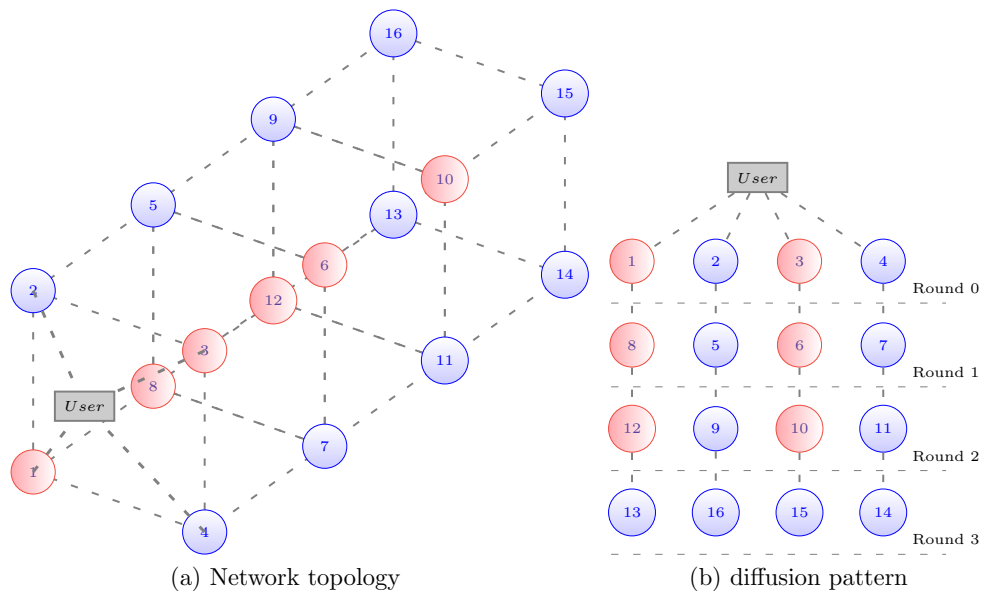 16
15
9
10
5
13
6
14
2
12
3
11
8
User
7
1
4
(a) Network topology
User
1 2 3 4
Round 0
8 5 6 7
Round 1
12 9 10 11
Round 2
13 16 15 14
Round 3
(b) diffusion pattern